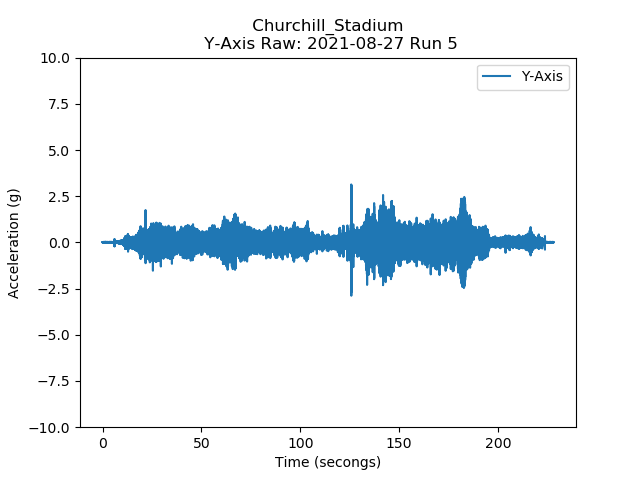 Churchill_Stadium
Y-Axis Raw: 2021-08-27 Run 5
Y-Axis
10.0
7.5
5.0
2.5
0.0
−2.5
−5.0
−7.5
−10.0
Acceleration (g)
0 50 100 150 200
Time (secongs)